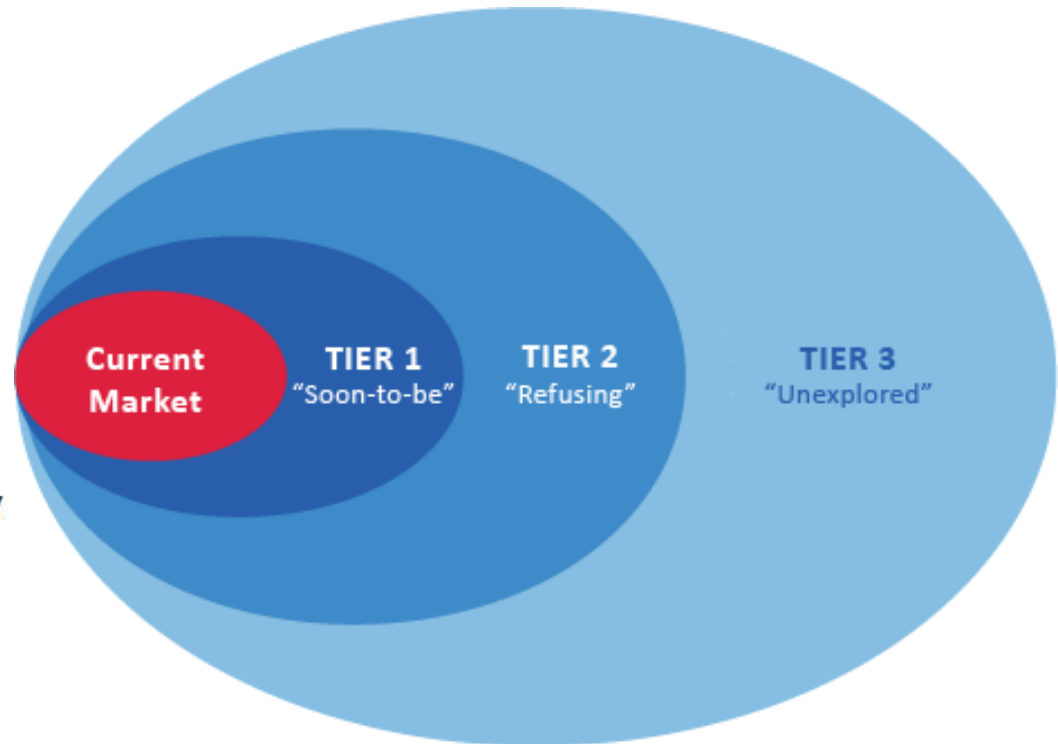 Current
Market
TIER 1
“Soon-to-be”
TIER 2
“Refusing”
TIER 3
“Unexplored”